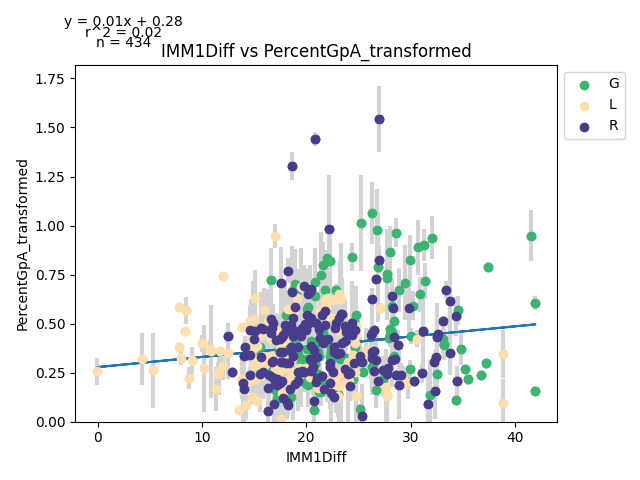 y = 0.01x + 0.28
r^2 = 0.02
n = 434
IMM1Diff vs PercentGpA_transformed
1.75
1.50
1.25
1.00
0.75
0.50
0.25
0.00
PercentGpA_transformed
0
10
20
30
40
IMM1Diff
G
L
R